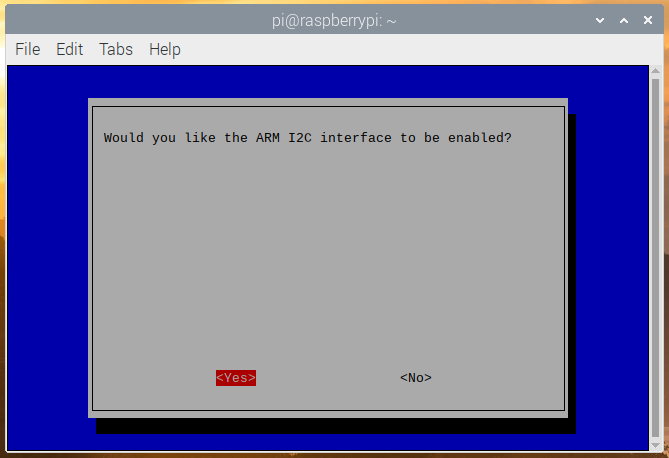 pi@raspberrypi: ~
File Edit Tabs Help
Would you like the ARM I2C interface to be enabled?
<Yes> <No>